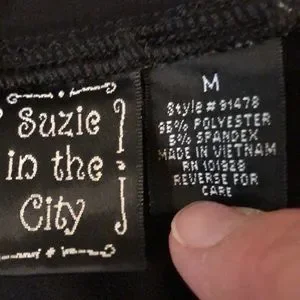 Suzie
in the
City
M
Style # 91478
95% POLYESTER
5% SPANDEX
MADE IN VIETNAM
RN 101928
REVERSE FOR
CARE